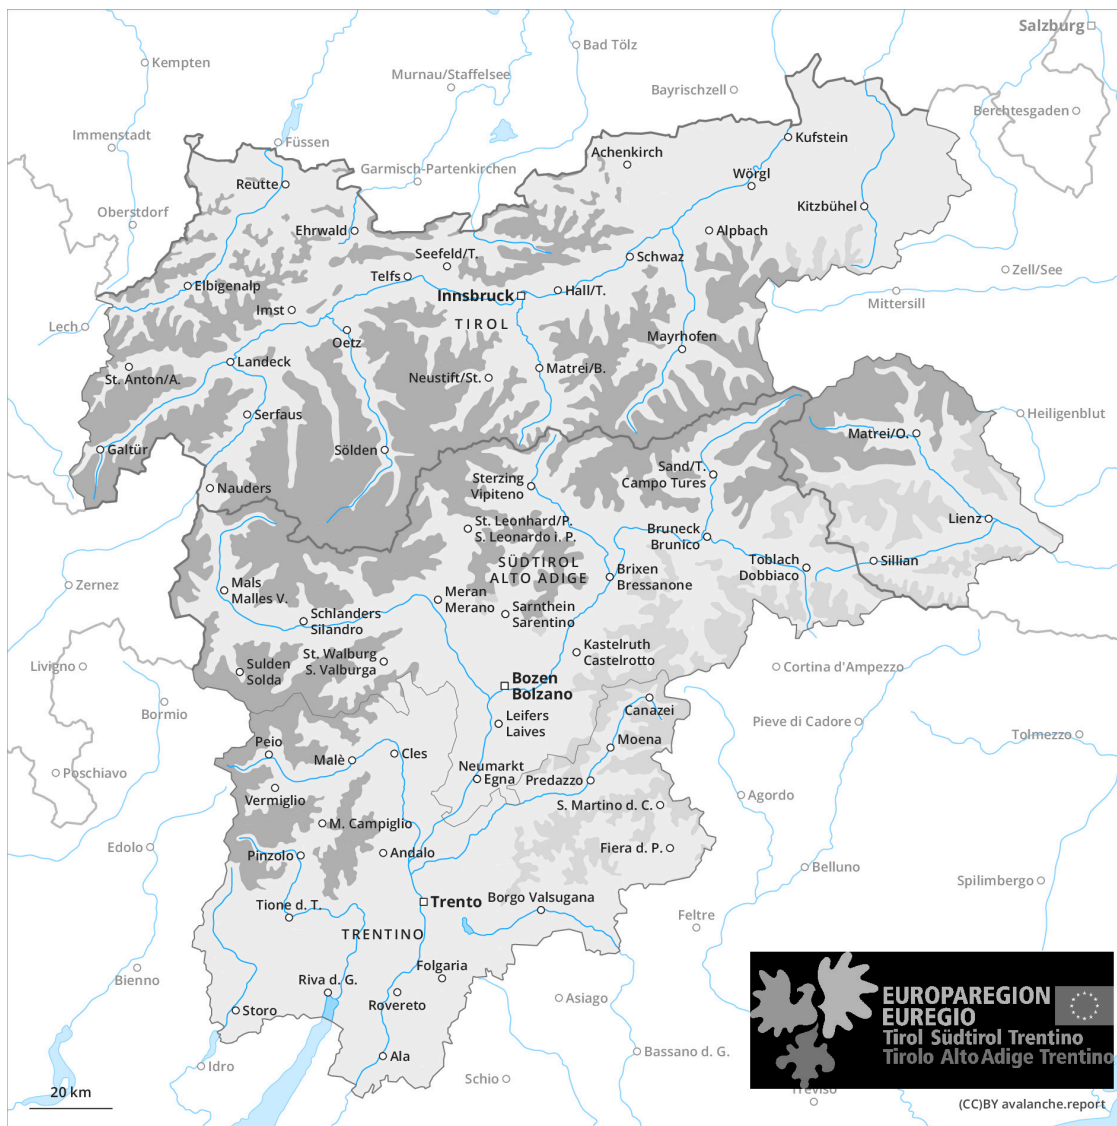 Salzburg
Bad Tölz
Kempten
Murnau/Staffelsee
Bayrischzell
Berchtesgaden
Immenstadt
Füssen
Kufstein
Achenkirch
Garmisch-Partenkirchen
Wörgl
Reutte
Oberstdorf
Kitzbühel
Ehrwald
Alpbach
Seefeld/T.
Schwaz
Zell/See
Telfs
Elbigenalp
Hall/T.
Innsbruck
Mittersill
Imst
TIROL
Lech
Oetz
Mayrhofen
Landeck
Matrei/B.
St. Anton/A.
Neustift/St.
Serfaus
Heiligenblut
Matrei/O.
Galtür
Sölden
Sand/T.
Campo Tures
Sterzing
Vipiteno
Nauders
Lienz
St. Leonhard/P.
S. Leonardo i. P.
Bruneck
Brunico
SÜDTIROL
ALTO ADIGE
Toblach
Dobbiaco
Sillian
Brixen
Bressanone
Zernez
Mals
Malles V.
Meran
Merano
Sarnthein
Sarentino
Schlanders
Silandro
Kastelruth
Castelrotto
St. Walburg
S. Valburga
Livigno
Sulden
Solda
Cortina d'Ampezzo
Bozen
Bolzano
Bormio
Canazei
Leifers
Laives
Pieve di Cadore
Tolmezzo
Peio
Moena
Cles
Malè
Poschiavo
Neumarkt
Egna
Predazzo
Vermiglio
Agordo
S. Martino d. C.
M. Campiglio
Edolo
Fiera d. P.
Andalo
Pinzolo
Belluno
Spilimbergo
Borgo Valsugana
Trento
Tione d. T.
Feltre
TRENTINO
Folgaria
Bienno
Riva d. G.
Rovereto
Asiago
Storo
EUROPAREGION
EUREGIO
Tirol Südtirol Trentino
Tirolo Alto Adige Trentino
Ala
Bassano d. G.
Idro
Schio
20 km
Treviso
(CC)BY avalanche.report